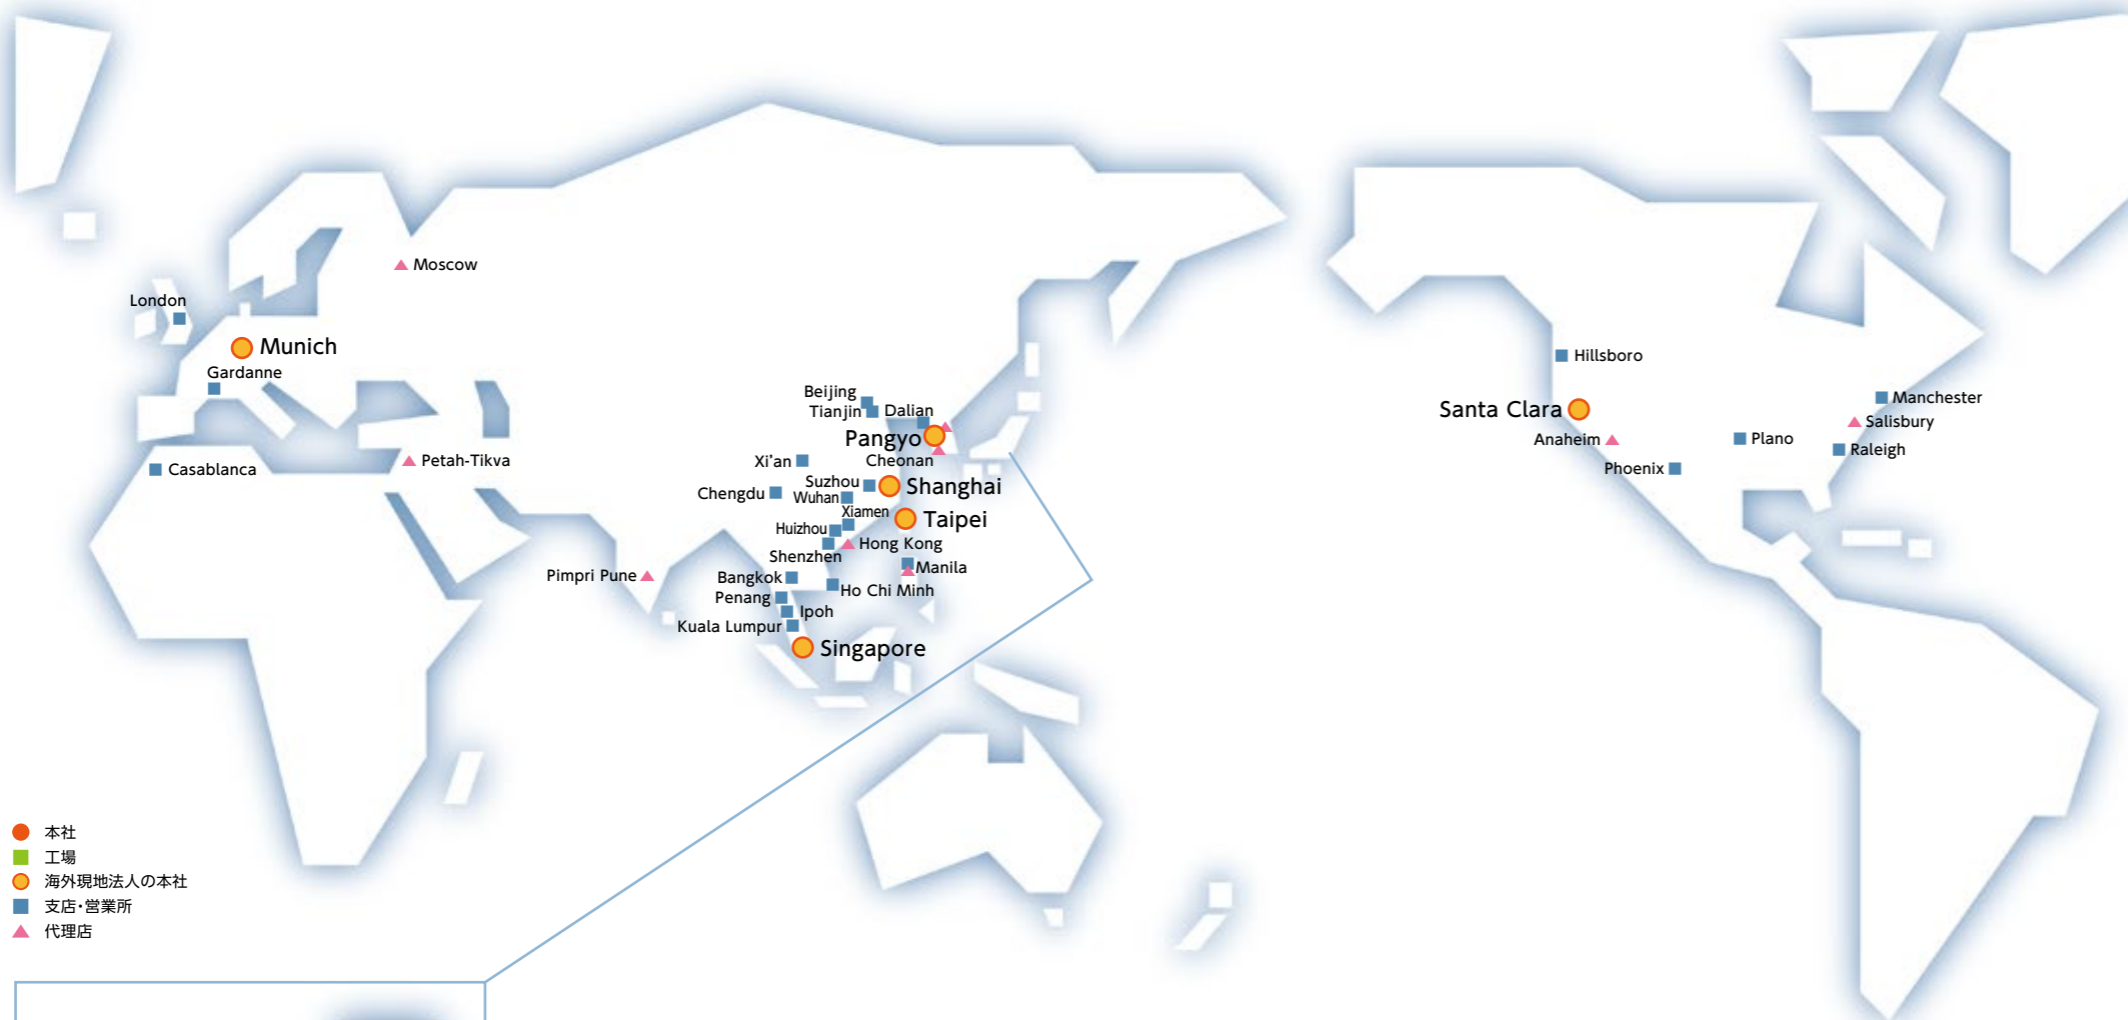 Moscow
London
Munich
Gardanne
Casablanca
Petah-Tikva
Pimpri Pune
Beijing
Tianjin
Dalian
Pangyo
Cheonan
Xi'an
Suzhou
Shanghai
Chengdu
Wuhan
Xiamen
Taipei
Huizhou
Hong Kong
Shenzhen
Manila
Bangkok
Ho Chi Minh
Penang
Ipoh
Kuala Lumpur
Singapore
Hillsboro
Santa Clara
Anaheim
Phoenix
Plano
Manchester
Salisbury
Raleigh
本社
工場
海外現地法人の本社
支店・営業所
代理店